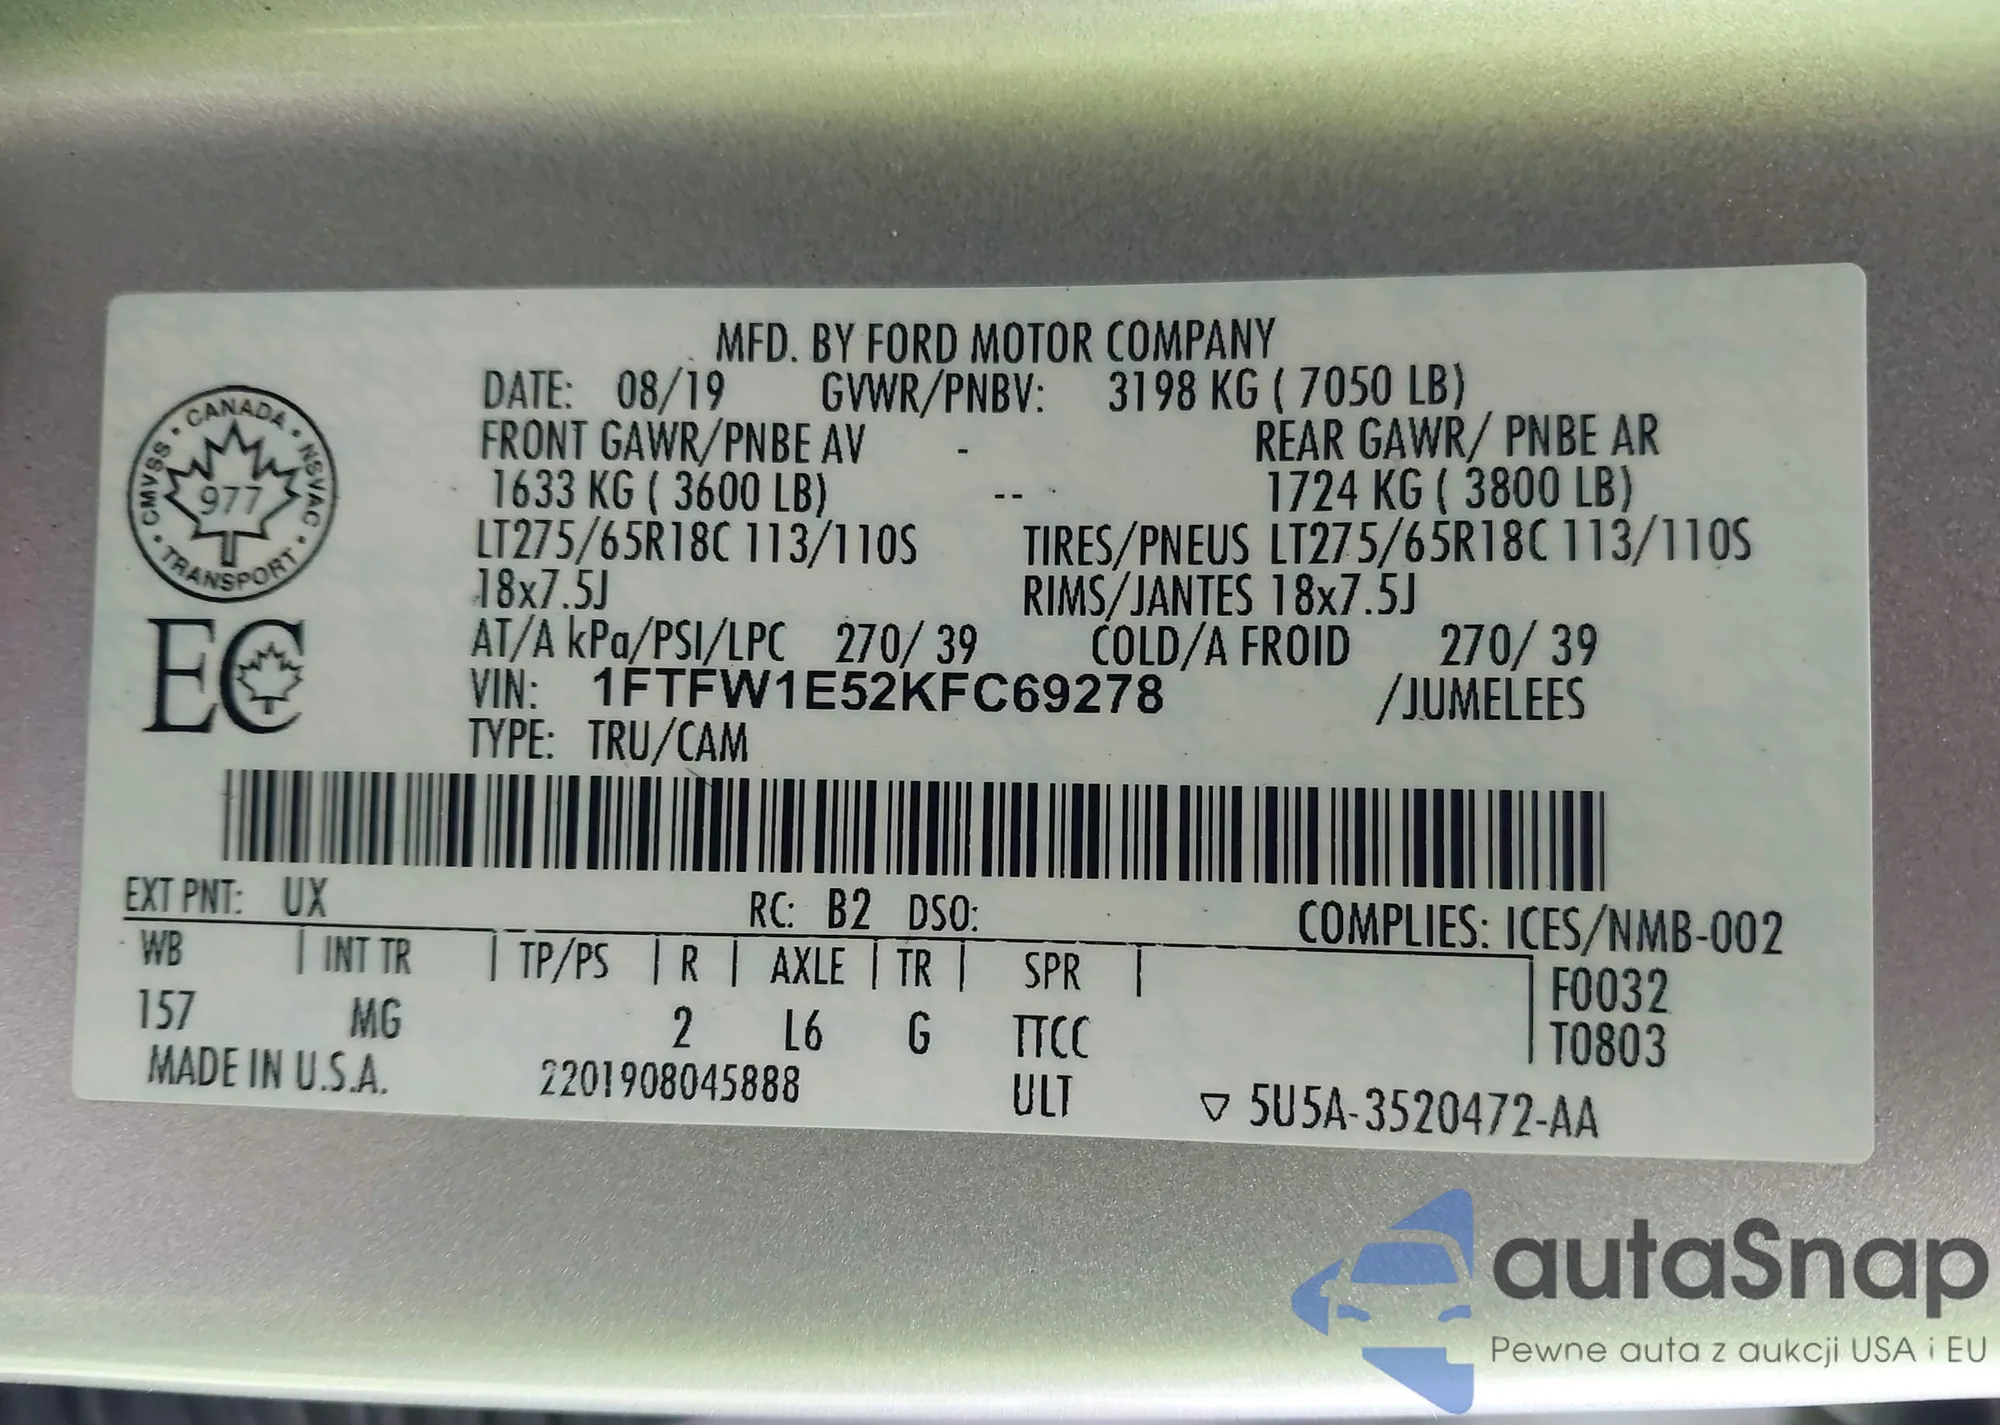 MFD. BY FORD MOTOR COMPANY
DATE: 08/19 GVWR/PNBV: 3198 KG ( 7050 LB)
FRONT GAWR/PNBE AV - REAR GAWR/ PNBE AR
1633 KG ( 3600 LB) -- 1724 KG ( 3800 LB)
LT275/65R18C 113/110S TIRES/PNEUS LT275/65R18C 113/110S
18x7.5J RIMS/JANTES 18x7.5J
AT/A kPa/PSI/LPC 270/ 39 COLD/A FROID 270/ 39
VIN: 1FTFW1E52KFC69278 /JUMELEES
TYPE: TRU/CAM
CANADA • NSVAC • TRANSPORT • CMVSS •
977
EC
EXT PNT: UX RC: B2 DSO: COMPLIES: ICES/NMB-002
WB | INT TR | TP/PS | R | AXLE | TR | SPR | F0032
157 MG 2 L6 G TTCC T0803
MADE IN U.S.A. 2201908045888 ULT ▽ 5U5A-3520472-AA
autaSnap
Pewne auta z aukcji USA i EU